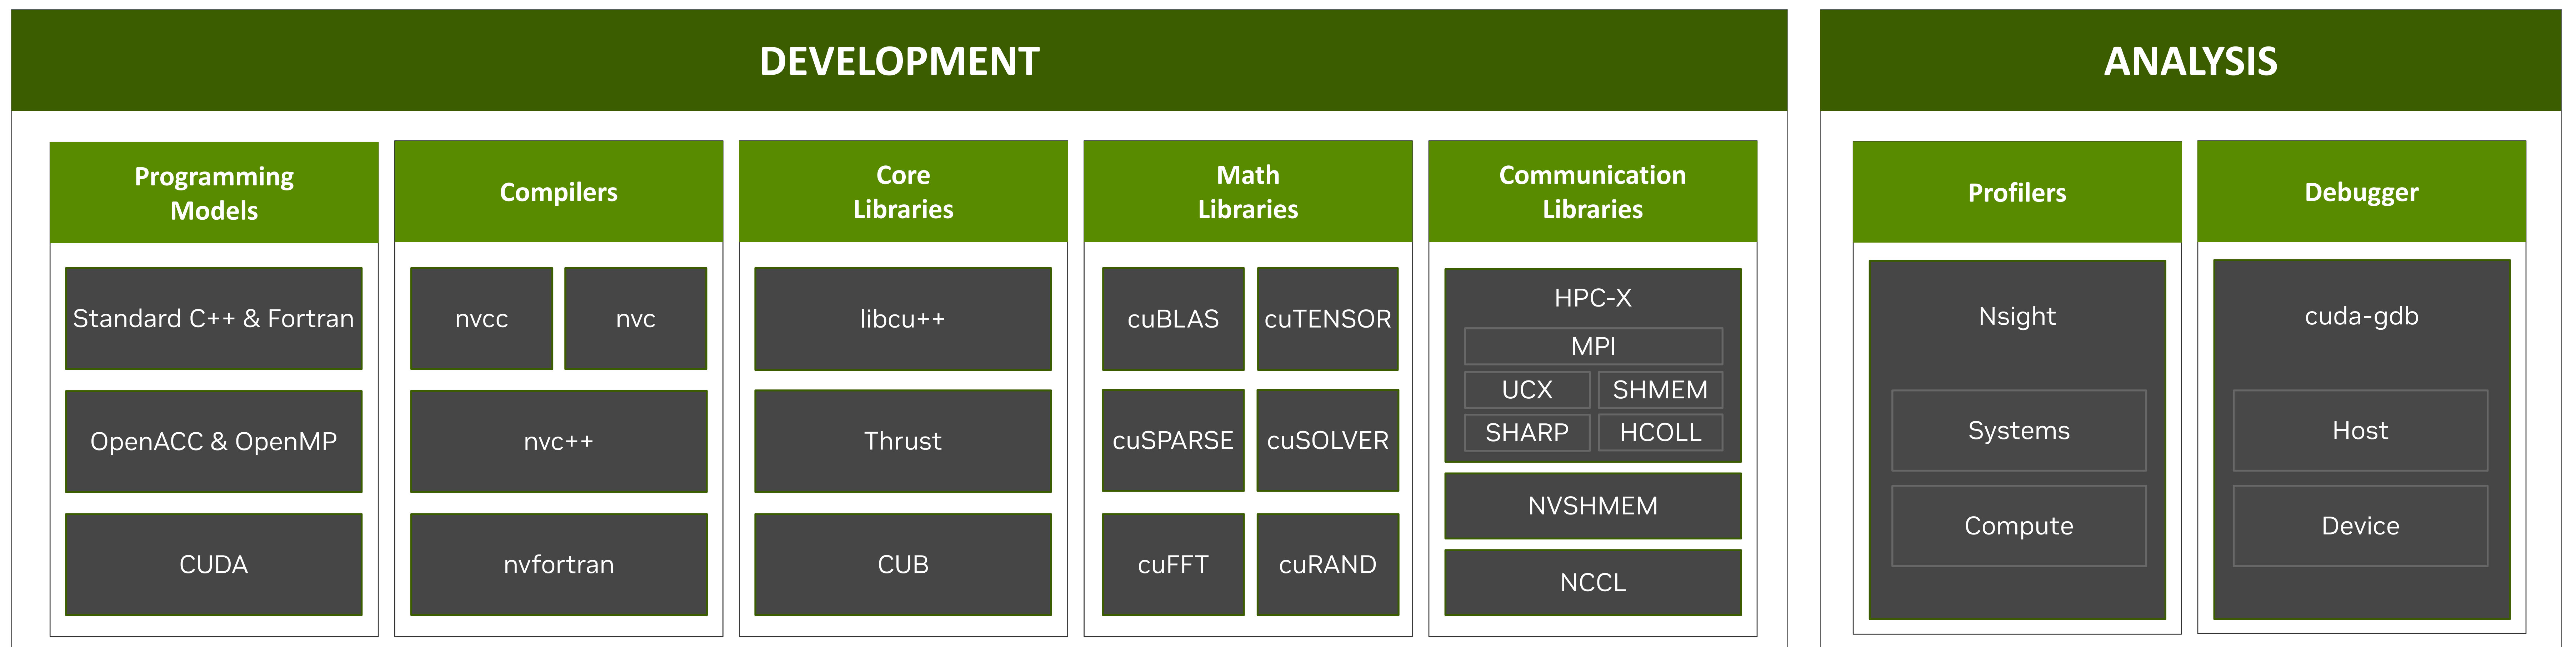 DEVELOPMENT
Programming
Models
Standard C++ & Fortran
OpenACC & OpenMP
CUDA
Compilers
nvcc
nvc
nvc++
nvfortran
Core
Libraries
libcu++
Thrust
CUB
Math
Libraries
cuBLAS
cuTENSOR
cuSPARSE
cuSOLVER
cuFFT
cuRAND
Communication
Libraries
HPC-X
MPI
UCX
SHMEM
SHARP
HCOLL
NVSHMEM
NCCL
ANALYSIS
Profilers
Nsight
Systems
Compute
Debugger
cuda-gdb
Host
Device